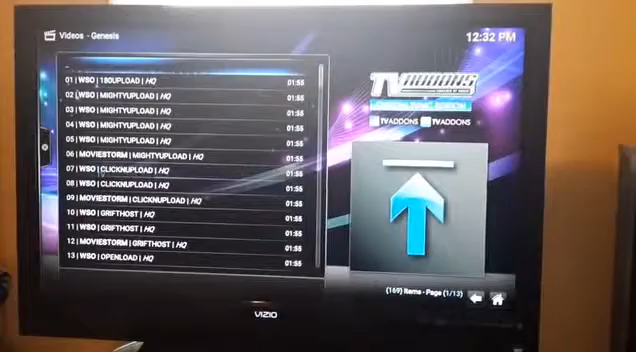 Videos - Genesis
12:32 PM
01 | WSO | 180UPLOAD | HQ 01:55
02 | WSO | MIGHTYUPLOAD | HQ 01:55
03 | WSO | MIGHTYUPLOAD | HQ 01:55
04 | WSO | MIGHTYUPLOAD | HQ 01:55
05 | WSO | MIGHTYUPLOAD | HQ 01:55
06 | MOVIESTORM | MIGHTYUPLOAD | HQ 01:55
07 | WSO | CLICKNUPLOAD | HQ 01:55
08 | WSO | CLICKNUPLOAD | HQ 01:55
09 | MOVIESTORM | CLICKNUPLOAD | HQ 01:55
10 | WSO | GRIFTHOST | HQ 01:55
11 | WSO | GRIFTHOST | HQ 01:55
12 | MOVIESTORM | GRIFTHOST | HQ 01:55
13 | WSO | OPENLOAD | HQ 01:55
TVADDONS
TVADDONS TVADDONS
(169) Items - Page (1/13)
VIZIO